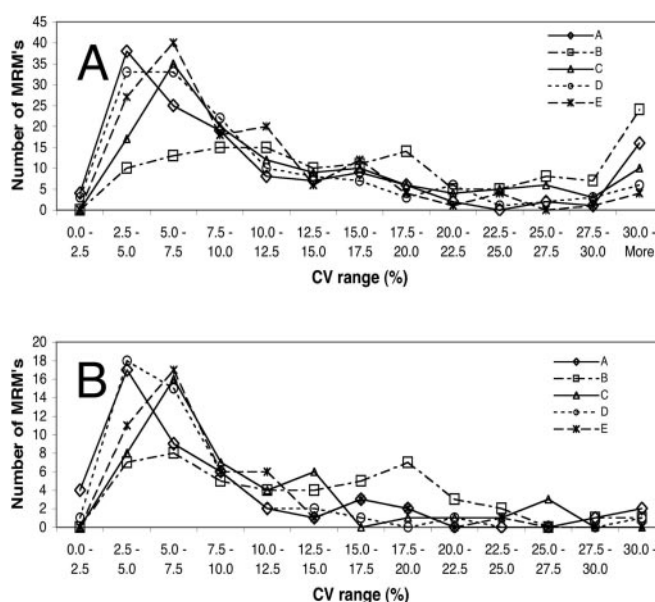 A
Number of MRM's
45
40
35
30
25
20
15
10
5
0
A
B
C
D
E
0.0 - 2.5 - 5.0 - 7.5 - 10.0 - 12.5 - 15.0 - 17.5 - 20.0 - 22.5 - 25.0 - 27.5 - 30.0 -
2.5 5.0 7.5 10.0 12.5 15.0 17.5 20.0 22.5 25.0 27.5 30.0 More
CV range (%)
B
Number of MRM's
20
18
16
14
12
10
8
6
4
2
0
A
B
C
D
E
0.0 - 2.5 - 5.0 - 7.5 - 10.0 - 12.5 - 15.0 - 17.5 - 20.0 - 22.5 - 25.0 - 27.5 - 30.0 -
2.5 5.0 7.5 10.0 12.5 15.0 17.5 20.0 22.5 25.0 27.5 30.0 More
CV range (%)